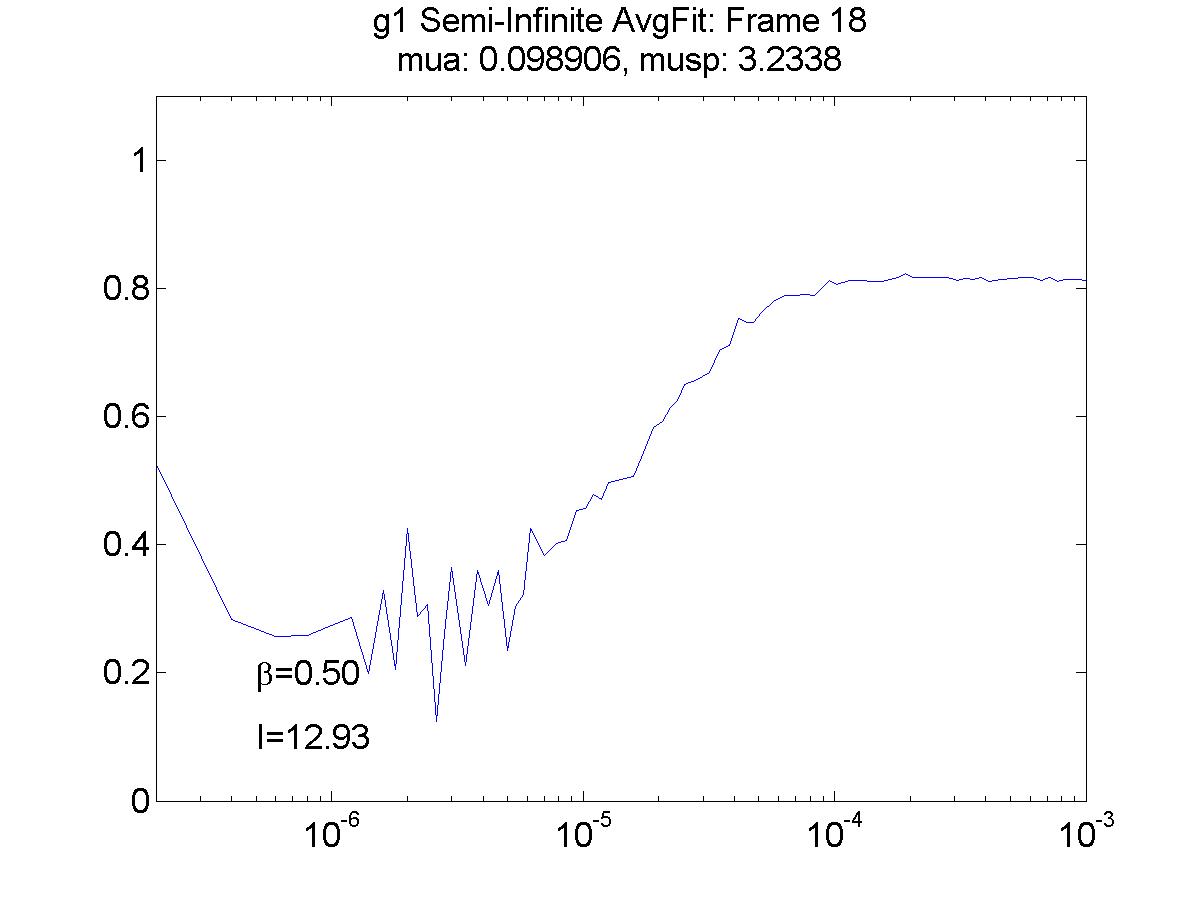 g1 Semi-Infinite AvgFit: Frame 18
mua: 0.098906, musp: 3.2338
1
0.8
0.6
0.4
0.2
0
β=0.50
I=12.93
10^-6
10^-5
10^-4
10^-3